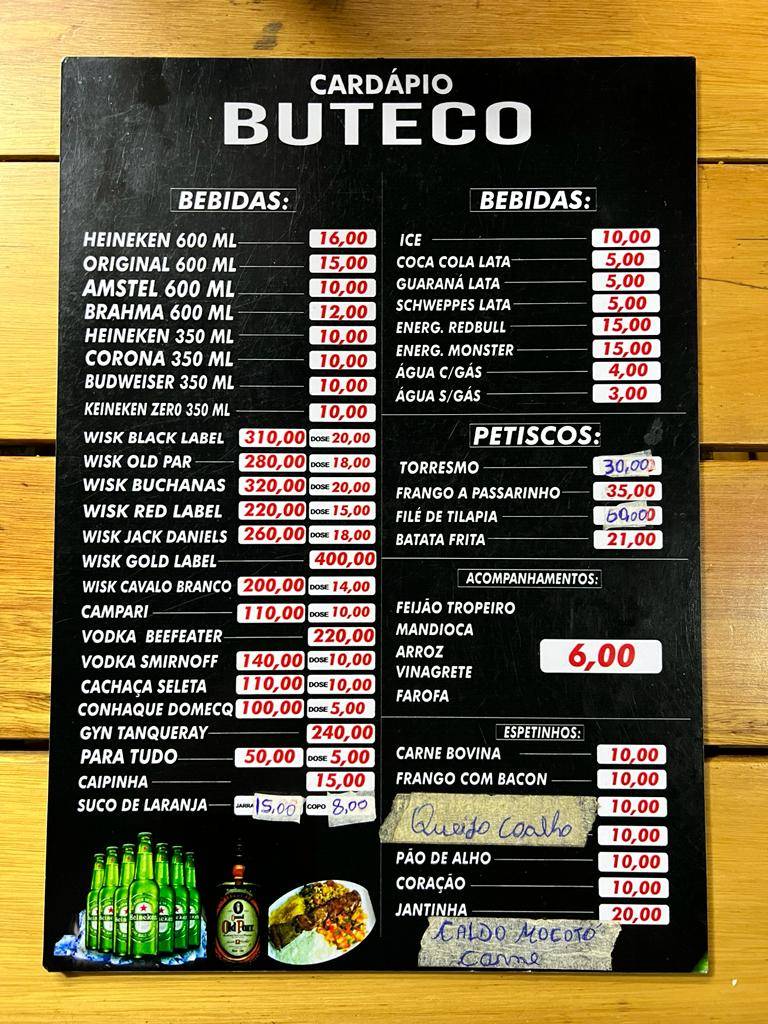 CARDÁPIO
BUTECO
BEBIDAS:
HEINEKEN 600 ML 16,00
ORIGINAL 600 ML 15,00
AMSTEL 600 ML 10,00
BRAHMA 600 ML 12,00
HEINEKEN 350 ML 10,00
CORONA 350 ML 10,00
BUDWEISER 350 ML 10,00
KEINEKEN ZERO 350 ML 10,00
WISK BLACK LABEL 310,00 DOSE 20,00
WISK OLD PAR 280,00 DOSE 18,00
WISK BUCHANAS 320,00 DOSE 20,00
WISK RED LABEL 220,00 DOSE 15,00
WISK JACK DANIELS 260,00 DOSE 18,00
WISK GOLD LABEL 400,00
WISK CAVALO BRANCO 200,00 DOSE 14,00
CAMPARI 110,00 DOSE 10,00
VODKA BEEFEATER 220,00
VODKA SMIRNOFF 140,00 DOSE 10,00
CACHAÇA SELETA 110,00 DOSE 10,00
CONHAQUE DOMECQ 100,00 DOSE 5,00
GYN TANQUERAY 240,00
PARA TUDO 50,00 DOSE 5,00
CAIPINHA 15,00
SUCO DE LARANJA JARRA 15,00 COPO 8,00
Heineken
Old Parr
BEBIDAS:
ICE 10,00
COCA COLA LATA 5,00
GUARANÁ LATA 5,00
SCHWEPPES LATA 5,00
ENERG. REDBULL 15,00
ENERG. MONSTER 15,00
ÁGUA C/GÁS 4,00
ÁGUA S/GÁS 3,00
PETISCOS:
TORRESMO 30,00
FRANGO A PASSARINHO 35,00
FILÉ DE TILAPIA
BATATA FRITA 21,00
ACOMPANHAMENTOS:
FEIJÃO TROPEIRO
MANDIOCA
ARROZ 6,00
VINAGRETE
FAROFA
ESPETINHOS:
CARNE BOVINA 10,00
FRANGO COM BACON 10,00
10,00
Queijo Coalho 10,00
PÃO DE ALHO 10,00
CORAÇÃO 10,00
JANTINHA 20,00
CALDO MOCOTÓ
carne